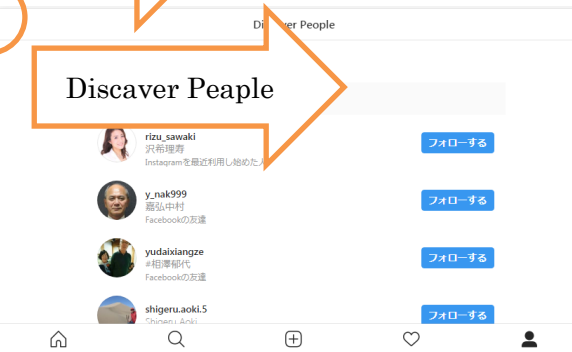 Discover People
Discaver Peaple
rizu_sawaki
沢希理寿
Instagramを最近利用し始めた人
フォローする
y_nak999
嘉弘中村
Facebookの友達
フォローする
yudaixiangze
#相澤郁代
Facebookの友達
フォローする
shigeru.aoki.5
Shigeru Aoki
フォローする